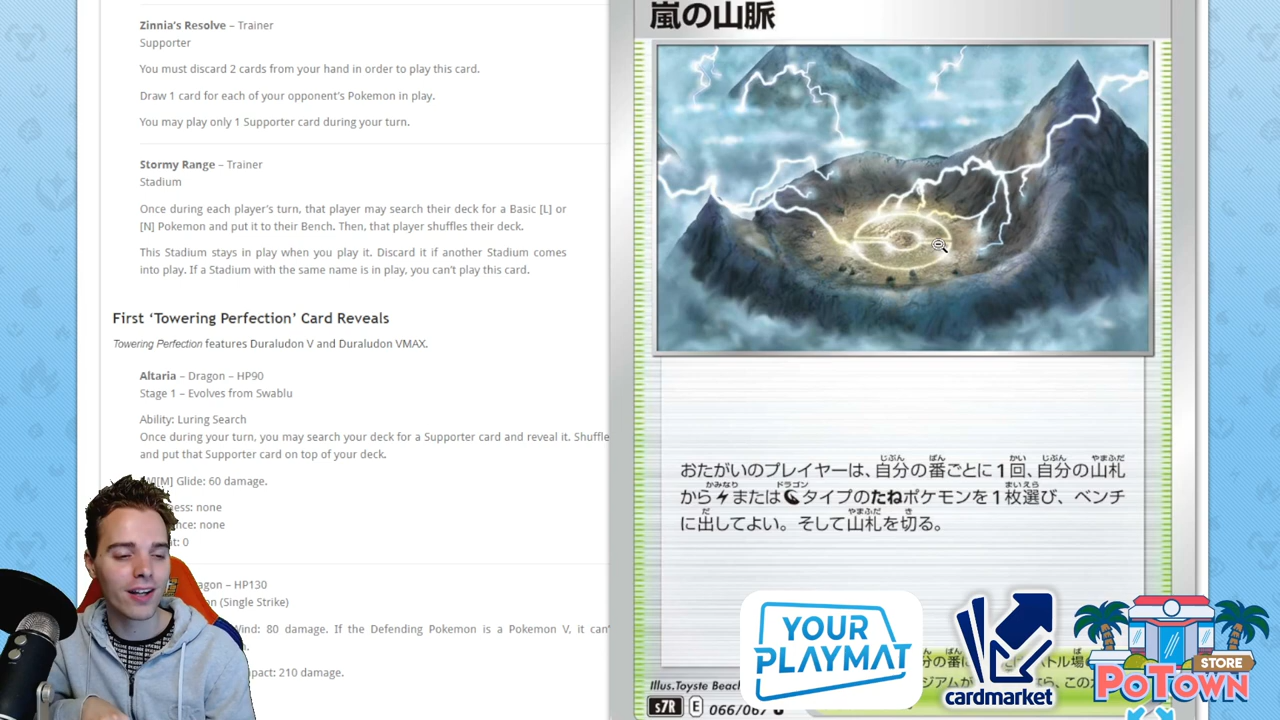 Zinnia's Resolve – Trainer
Supporter
You must discard 2 cards from your hand in order to play this card.
Draw 1 card for each of your opponent's Pokemon in play.
You may play only 1 Supporter card during your turn.
Stormy Range – Trainer
Stadium
Once during each player's turn, that player may search their deck for a Basic [L] or
[N] Pokemon and put it to their Bench. Then, that player shuffles their deck.
This Stadium stays in play when you play it. Discard it if another Stadium comes
into play. If a Stadium with the same name is in play, you can't play this card.
First 'Towering Perfection' Card Reveals
Towering Perfection features Duraludon V and Duraludon VMAX.
Altaria – Dragon – HP90
Stage 1 – Evolves from Swablu
Ability: Luring Search
Once during your turn, you may search your deck for a Supporter card and reveal it. Shuffle
and put that Supporter card on top of your deck.
[M] Glide: 60 damage.
none
none
0
– HP130
(Single Strike)
Wind: 80 damage. If the Defending Pokemon is a Pokemon V, it can'
210 damage.
嵐の山脈
おたがいのプレイヤーは、自分の番ごとに1回、自分の山札
からまたはタイプのたねポケモンを1枚選び、ベンチ
に出してよい。そして山札を切る。
Illus.Toyste
s7R E 066/067
YOUR
PLAYMAT
cardmarket
STORE
POTOWN